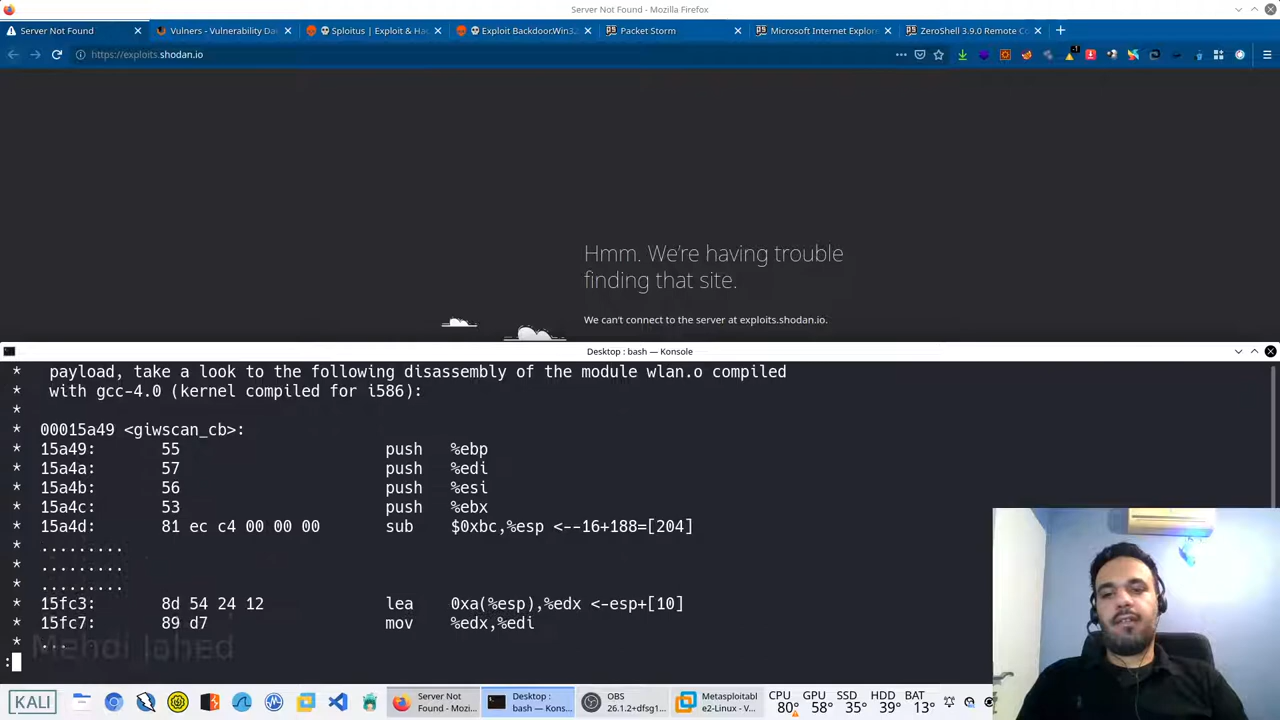 Server Not Found - Mozilla Firefox
Server Not Found
Vulners - Vulnerability Da
Sploitus | Exploit & Ha
Exploit BackdoorWin3
Packet Storm
Microsoft Internet Explor
ZeroShell 3.9.0 Remote Co
https://exploits.shodan.io
Hmm. We're having trouble
finding that site.
We can't connect to the server at exploits.shodan.io.
Desktop : bash — Konsole
* payload, take a look to the following disassembly of the module wlan.o compiled
* with gcc-4.0 (kernel compiled for i586):
*
* 00015a49 <giwscan_cb>:
* 15a49: 55 push %ebp
* 15a4a: 57 push %edi
* 15a4b: 56 push %esi
* 15a4c: 53 push %ebx
* 15a4d: 81 ec c4 00 00 00 sub $0xbc,%esp <--16+188=[204]
* .........
* .........
* .........
* 15fc3: 8d 54 24 12 lea 0xa(%esp),%edx <-esp+[10]
* 15fc7: 89 d7 mov %edx,%edi
* ...
Mehdi Jahed
:
KALI
Server Not
Found - Mozi...
Desktop :
bash — Kons...
OBS
26.1.2+dfsg1...
Metasploitabl
e2-Linux - V...
CPU GPU SSD HDD BAT
80° 58° 35° 39° 13°